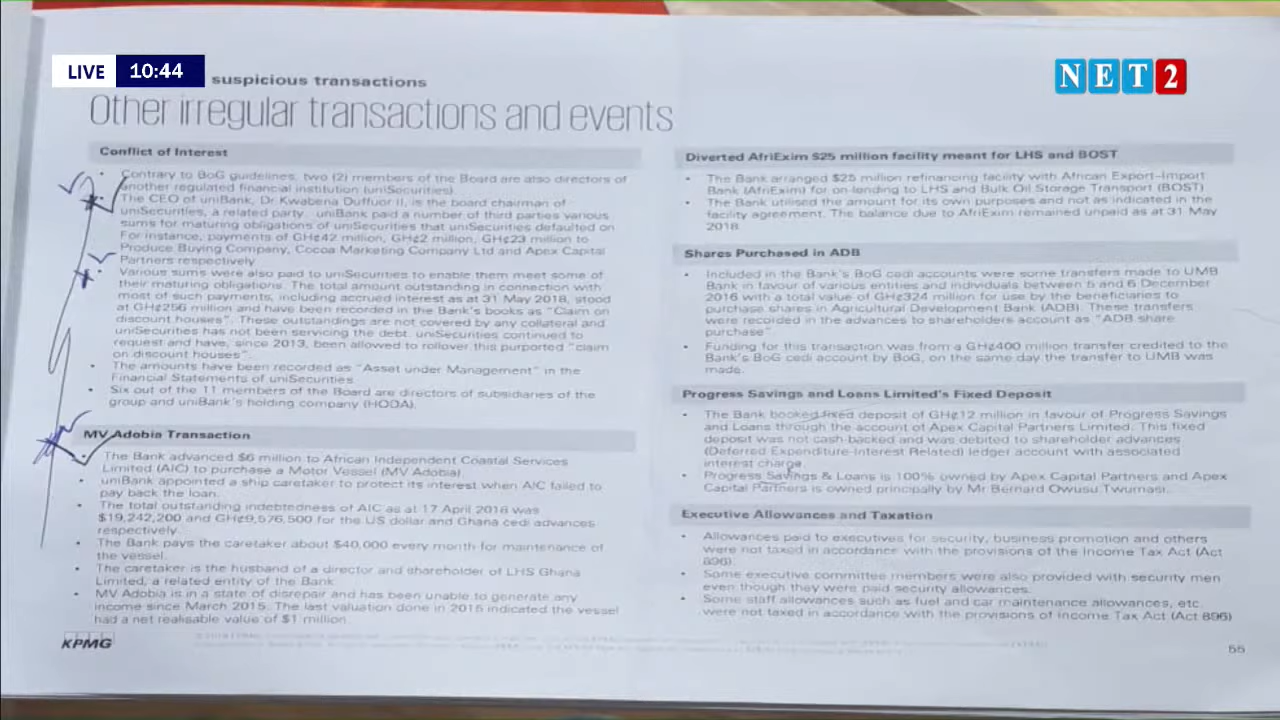 LIVE 10:44
NET2
suspicious transactions
Other irregular transactions and events
Conflict of Interest
Contrary to BoG guidelines, two (2) members of the Board are also directors of
another regulated financial institution (uniSecurities).
The CEO of uniBank, Dr Kwabena Duffuor II, is the board chairman of
uniSecurities, a related party. uniBank paid a number of third parties various
sums for maturing obligations of uniSecurities that uniSecurities defaulted on
For instance, payments of GH¢42 million, GH¢2 million, GH¢23 million to
Produce Buying Company, Cocoa Marketing Company Ltd and Apex Capital
Partners respectively
Various sums were also paid to uniSecurities to enable them meet some of
their maturing obligations. The total amount outstanding in connection with
most of such payments, including accrued interest as at 31 May 2018, stood
at GH¢256 million and have been recorded in the Bank's books as "Claim on
discount houses". These outstandings are not covered by any collateral and
uniSecurities has not been servicing the debt. uniSecurities continued to
request and have, since 2013, been allowed to rollover this purported "claim
on discount houses".
The amounts have been recorded as "Asset under Management" in the
Financial Statements of uniSecurities.
Six out of the 11 members of the Board are directors of subsidiaries of the
group and uniBank's holding company (HODA).
MV Adobia Transaction
The Bank advanced $6 million to African Independent Coastal Services
Limited (AIC) to purchase a Motor Vessel (MV Adobia)
uniBank appointed a ship caretaker to protect its interest when AIC failed to
pay back the loan.
The total outstanding indebtedness of AIC as at 17 April 2016 was
$19,242,200 and GH¢9,576,500 for the US dollar and Ghana cedi advances
respectively.
The Bank pays the caretaker about $40,000 every month for maintenance of
the vessel.
The caretaker is the husband of a director and shareholder of LHS Ghana
Limited, a related entity of the Bank
MV Adobia is in a state of disrepair and has been unable to generate any
income since March 2015. The last valuation done in 2015 indicated the vessel
had a net realisable value of $1 million.
Diverted AfriExim $25 million facility meant for LHS and BOST
The Bank arranged $25 million refinancing facility with African Export-Import
Bank (AfriExim) for on-lending to LHS and Bulk Oil Storage Transport (BOST)
The Bank utilised the amount for its own purposes and not as indicated in the
facility agreement. The balance due to AfriExim remained unpaid as at 31 May
2018
Shares Purchased in ADB
Included in the Bank's BoG cedi accounts were some transfers made to UMB
Bank in favour of various entities and individuals between 5 and 6 December
2016 with a total value of GH¢324 million for use by the beneficiaries to
purchase shares in Agricultural Development Bank (ADB). These transfers
were recorded in the advances to shareholders account as "ADB share
purchase".
Funding for this transaction was from a GH¢400 million transfer credited to the
Bank's BoG cedi account by BoG, on the same day the transfer to UMB was
made.
Progress Savings and Loans Limited's Fixed Deposit
The Bank booked fixed deposit of GH¢12 million in favour of Progress Savings
and Loans through the account of Apex Capital Partners Limited. This fixed
deposit was not cash-backed and was debited to shareholder advances
(Deferred Expenditure-Interest Related) ledger account with associated
interest charge
Progress Savings & Loans is 100% owned by Apex Capital Partners and Apex
Capital Partners is owned principally by Mr Bernard Owusu Twumasi.
Executive Allowances and Taxation
Allowances paid to executives for security, business promotion and others
were not taxed in accordance with the provisions of the Income Tax Act (Act
896)
Some executive committee members were also provided with security men
even though they were paid security allowances.
Some staff allowances such as fuel and car maintenance allowances, etc.
were not taxed in accordance with the provisions of Income Tax Act (Act 896)
KPMG
55